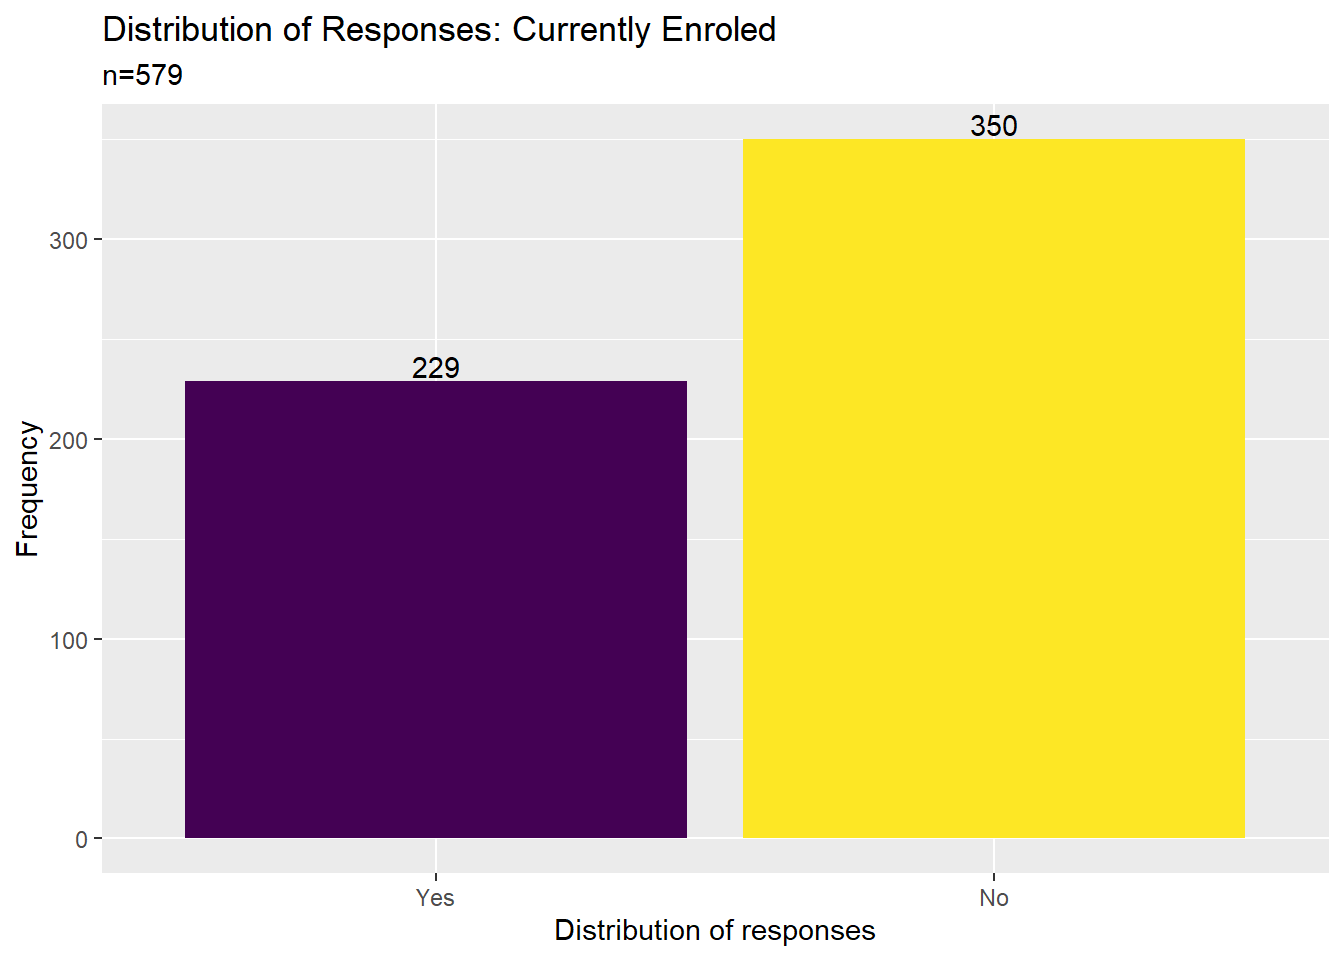 Distribution of Responses: Currently Enroled
n=579
350
300
229
200
Frequency
100
0
Yes No
Distribution of responses